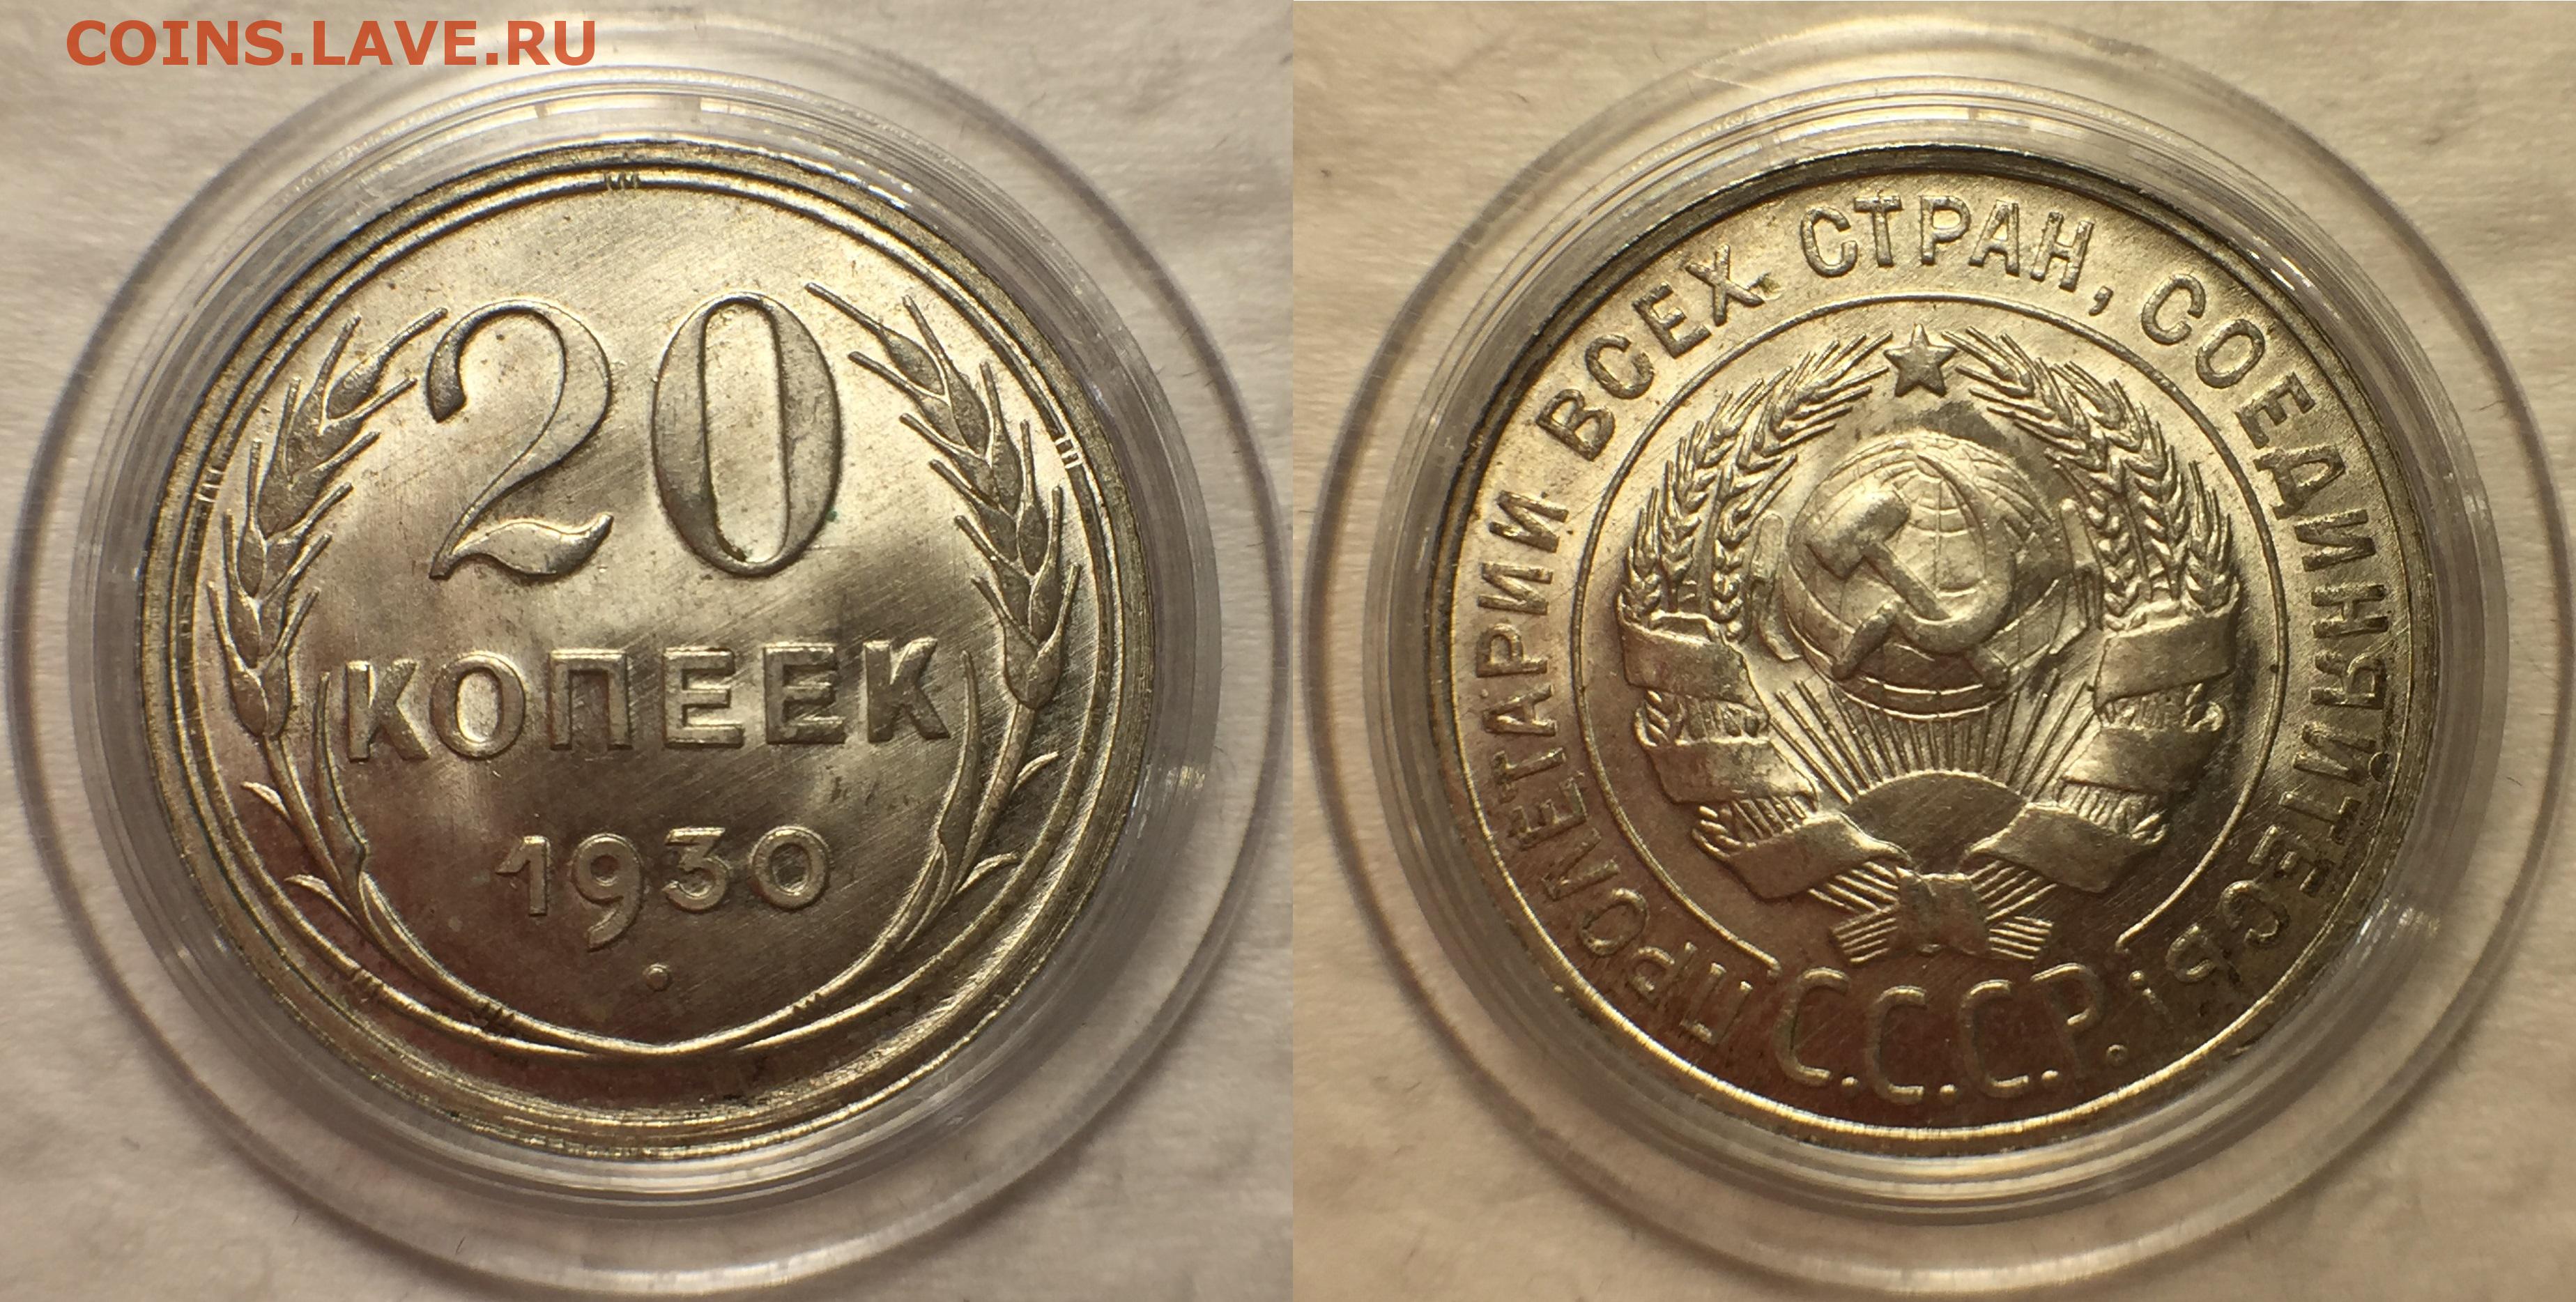 COINS.LAVE.RU
20
КОПЕЕК
1930
ПРОЛЕТАРИИ ВСЕХ СТРАН, СОЕДИНЯЙТЕСЬ!
С.С.С.Р.